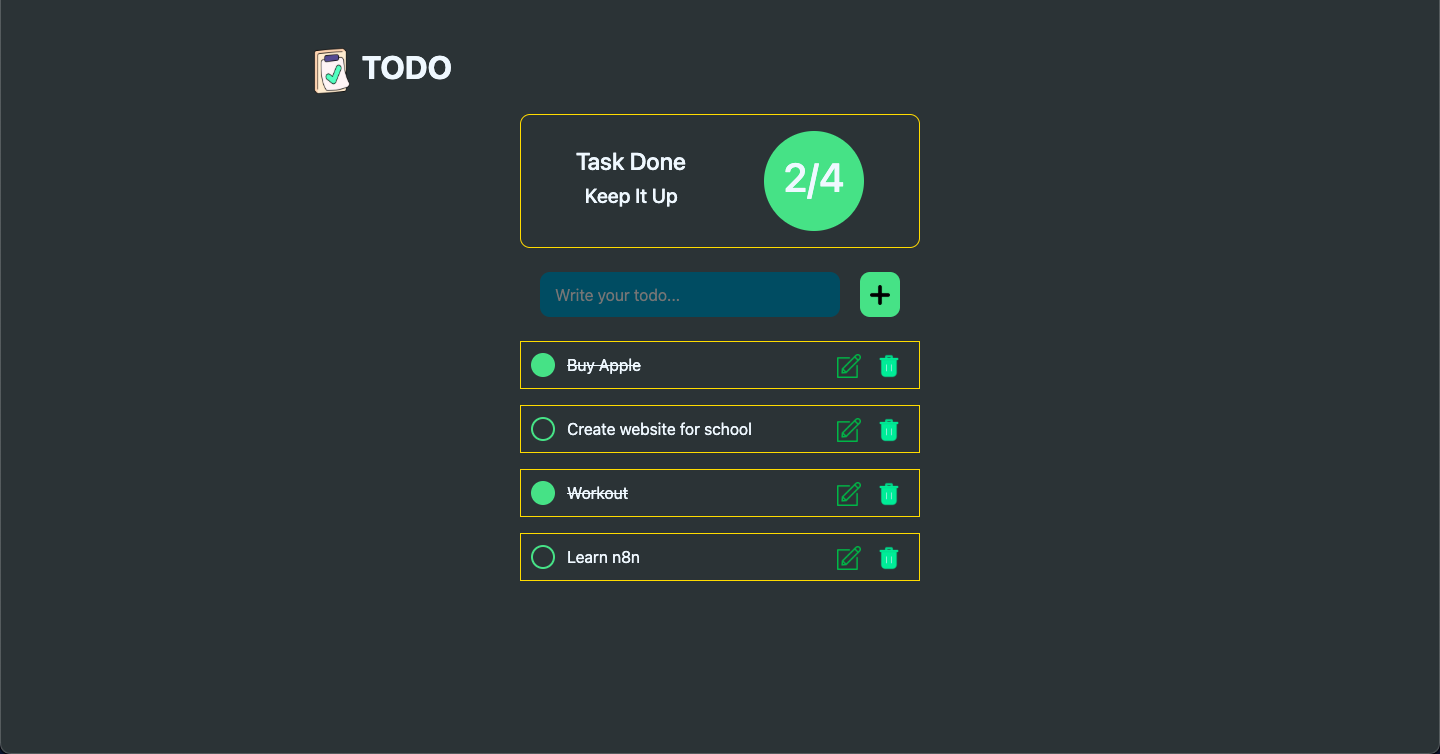 TODO
Task Done
Keep It Up
2/4
Write your todo...
Buy Apple
Create website for school
Workout
Learn n8n